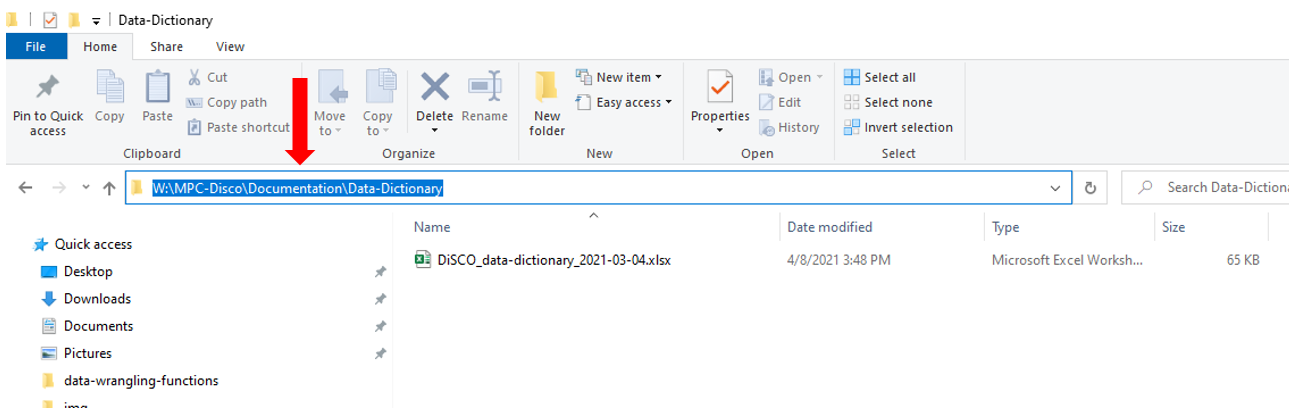 Data-Dictionary
File Home Share View
Pin to Quick access
Copy
Paste
Cut
Copy path
Paste shortcut
Clipboard
Move to
Copy to
Delete
Rename
Organize
New folder
New item
Easy access
New
Properties
Open
Edit
History
Open
Select all
Select none
Invert selection
Select
W:\MPC-Disco\Documentation\Data-Dictionary
Search Data-Dictiona
Name Date modified Type Size
Quick access
DiSCO_data-dictionary_2021-03-04.xlsx 4/8/2021 3:48 PM Microsoft Excel Worksh... 65 KB
Desktop
Downloads
Documents
Pictures
data-wrangling-functions
img